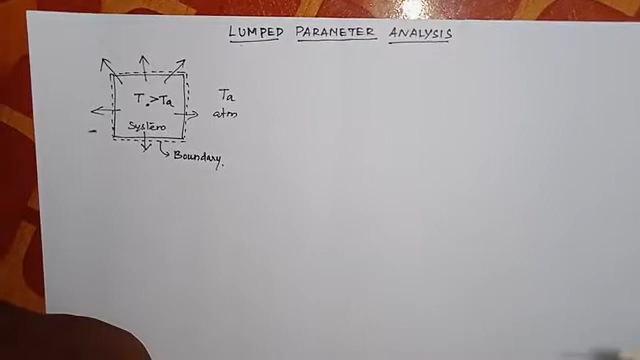 LUMPED PARAMETER ANALYSIS
T. > Ta
System
Ta
atm
Boundary.